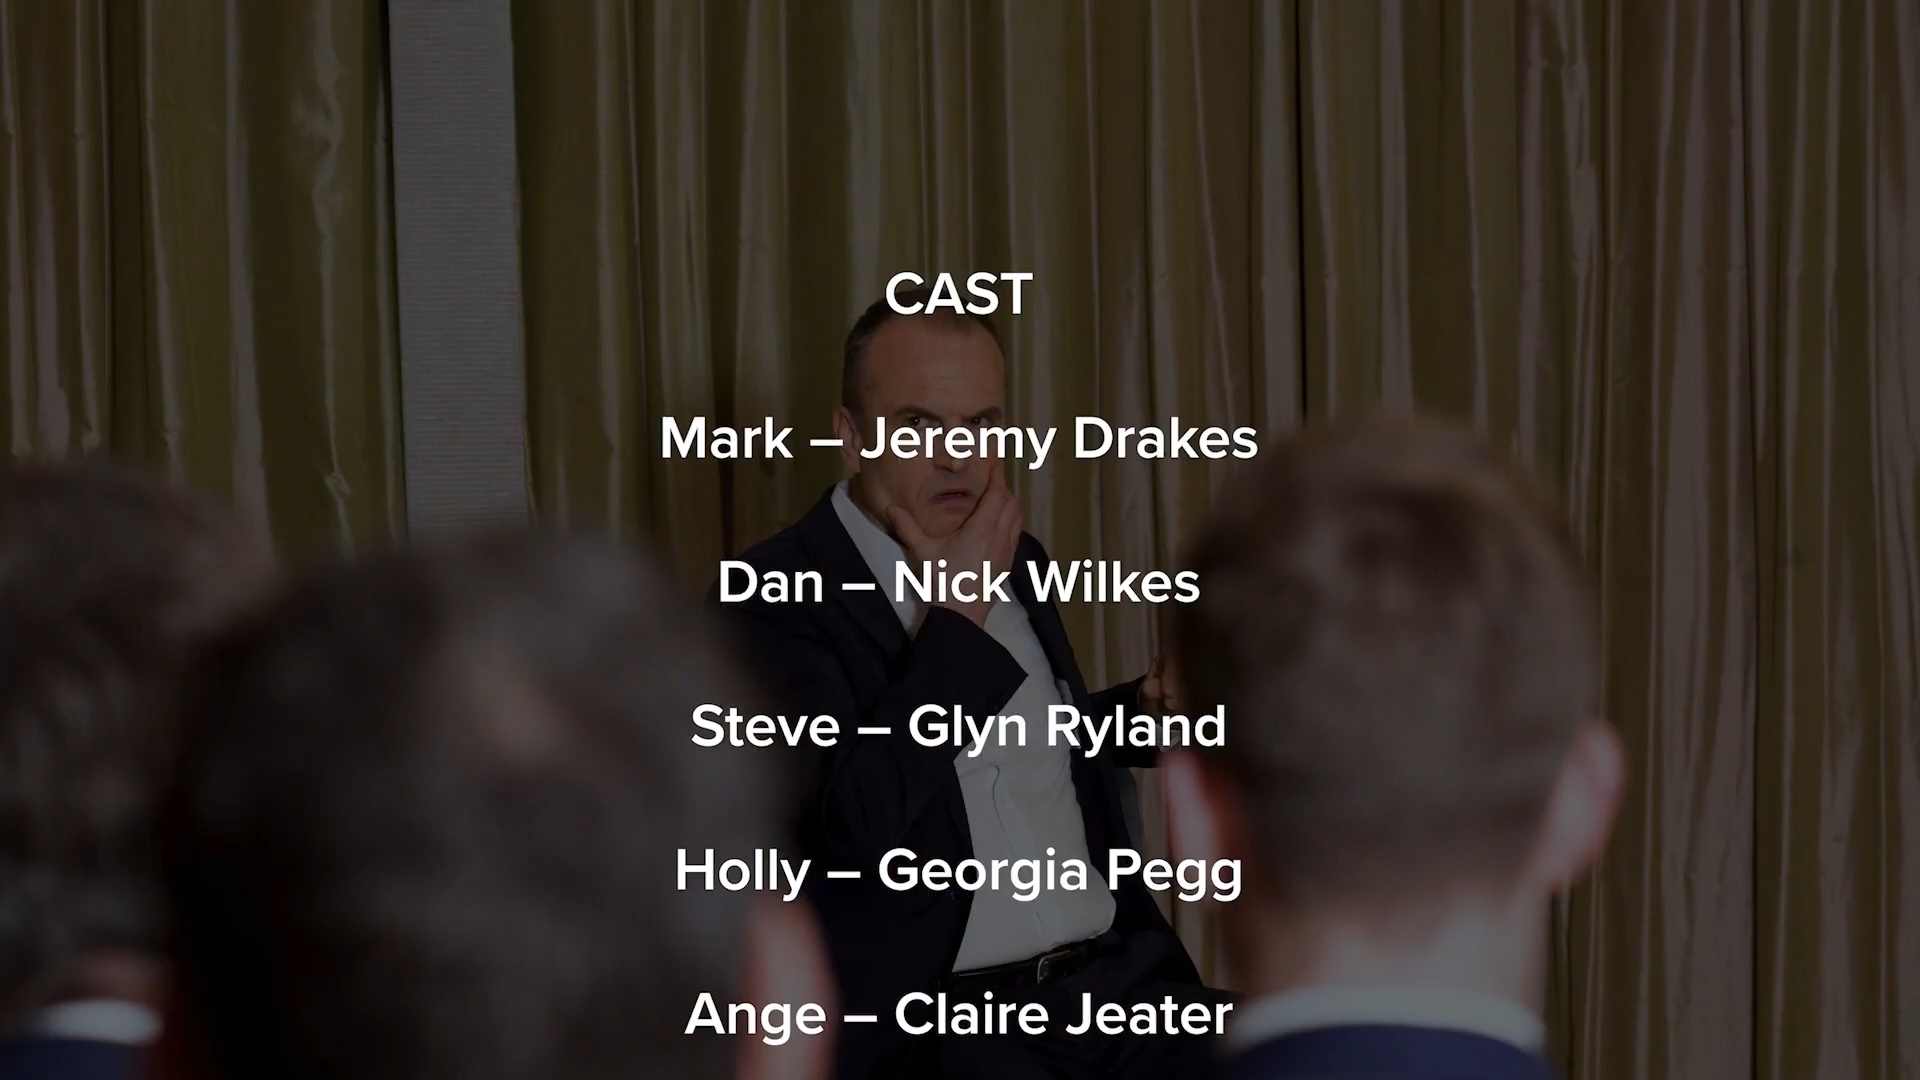 CAST
Mark – Jeremy Drakes
Dan – Nick Wilkes
Steve – Glyn Ryland
Holly – Georgia Pegg
Ange – Claire Jeater